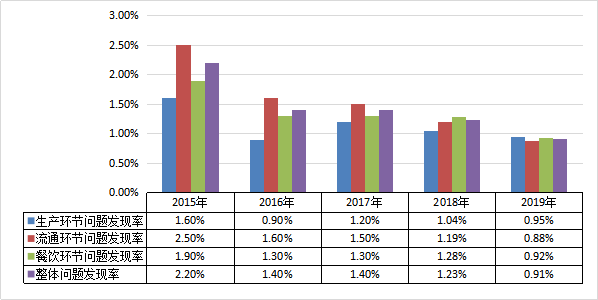 3.00%
2.50%
2.00%
1.50%
1.00%
0.50%
0.00%
2015年 2016年 2017年 2018年 2019年
生产环节问题发现率 1.60% 0.90% 1.20% 1.04% 0.95%
流通环节问题发现率 2.50% 1.60% 1.50% 1.19% 0.88%
餐饮环节问题发现率 1.90% 1.30% 1.30% 1.28% 0.92%
整体问题发现率 2.20% 1.40% 1.40% 1.23% 0.91%